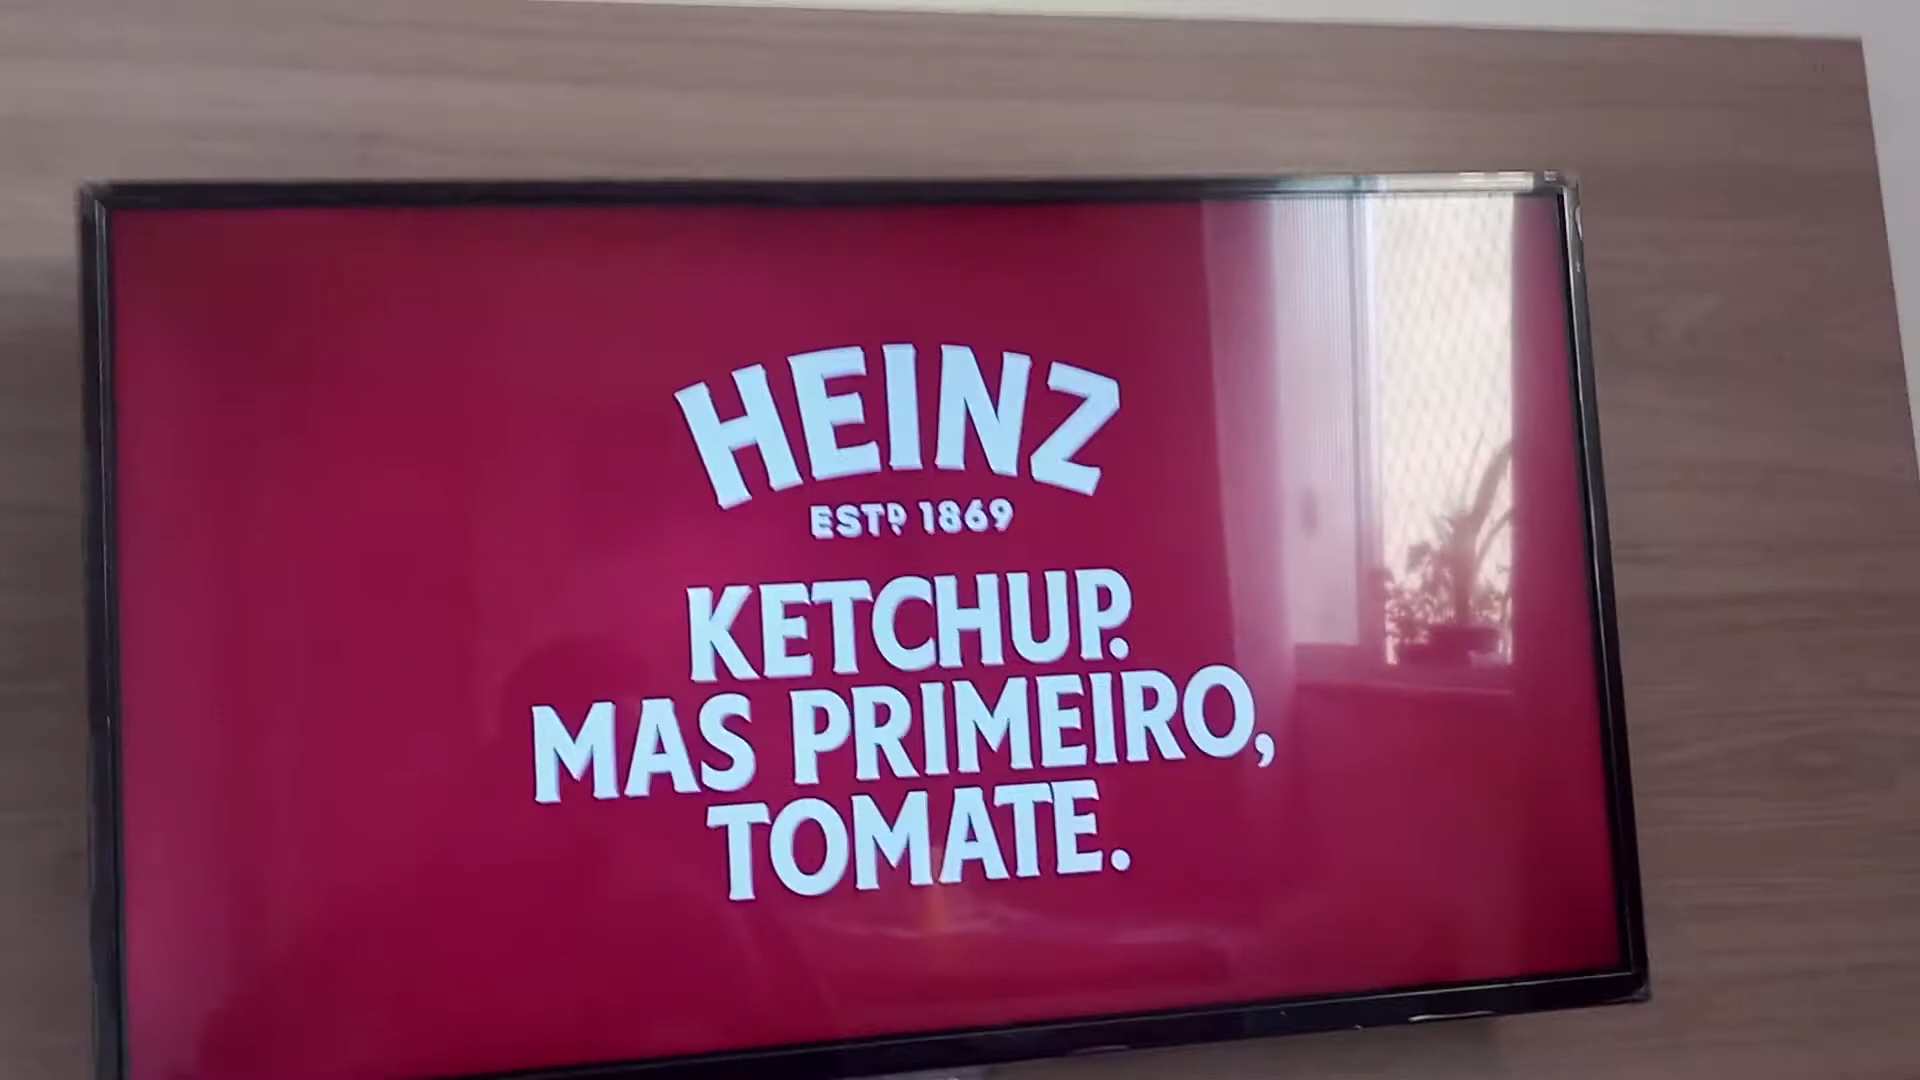 HEINZ
ESTD 1869
KETCHUP.
MAS PRIMEIRO,
TOMATE.